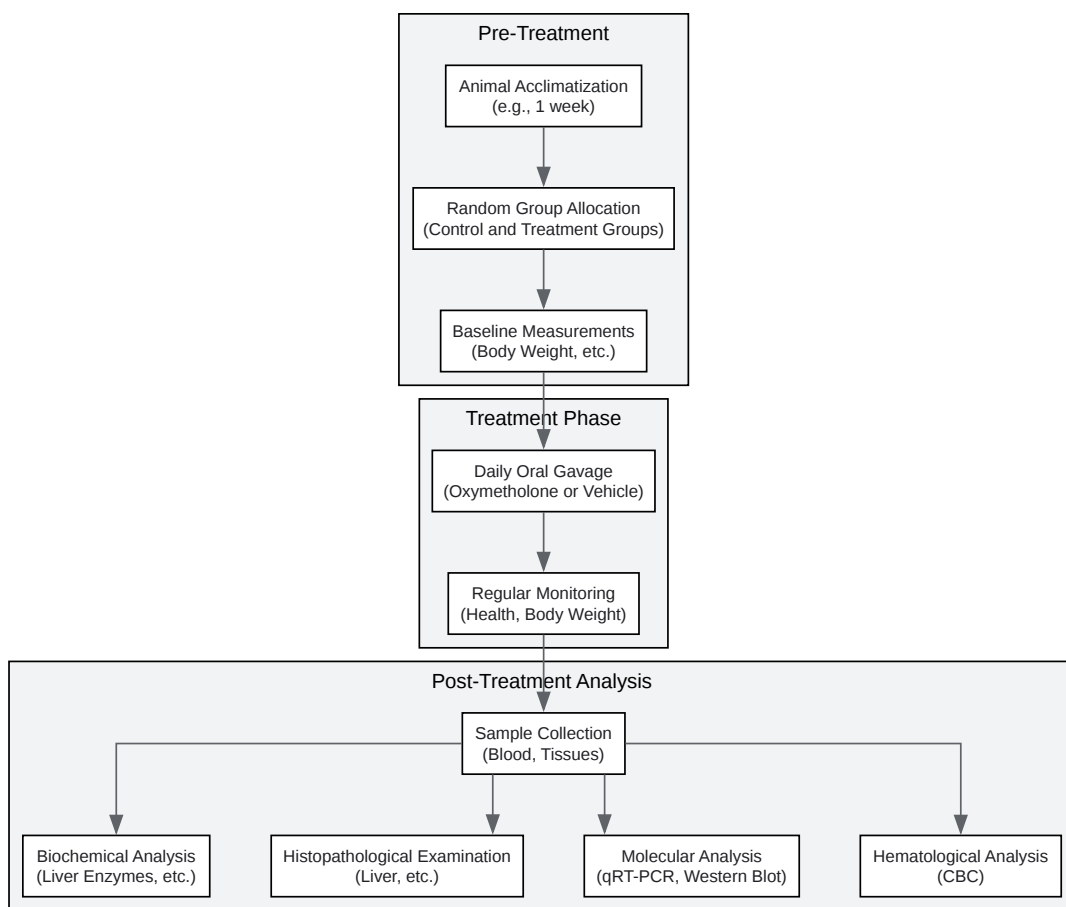 Pre-Treatment
Animal Acclimatization
(e.g., 1 week)
Random Group Allocation
(Control and Treatment Groups)
Baseline Measurements
(Body Weight, etc.)
Treatment Phase
Daily Oral Gavage
(Oxymetholone or Vehicle)
Regular Monitoring
(Health, Body Weight)
Post-Treatment Analysis
Sample Collection
(Blood, Tissues)
Biochemical Analysis
(Liver Enzymes, etc.)
Histopathological Examination
(Liver, etc.)
Molecular Analysis
(qRT-PCR, Western Blot)
Hematological Analysis
(CBC)